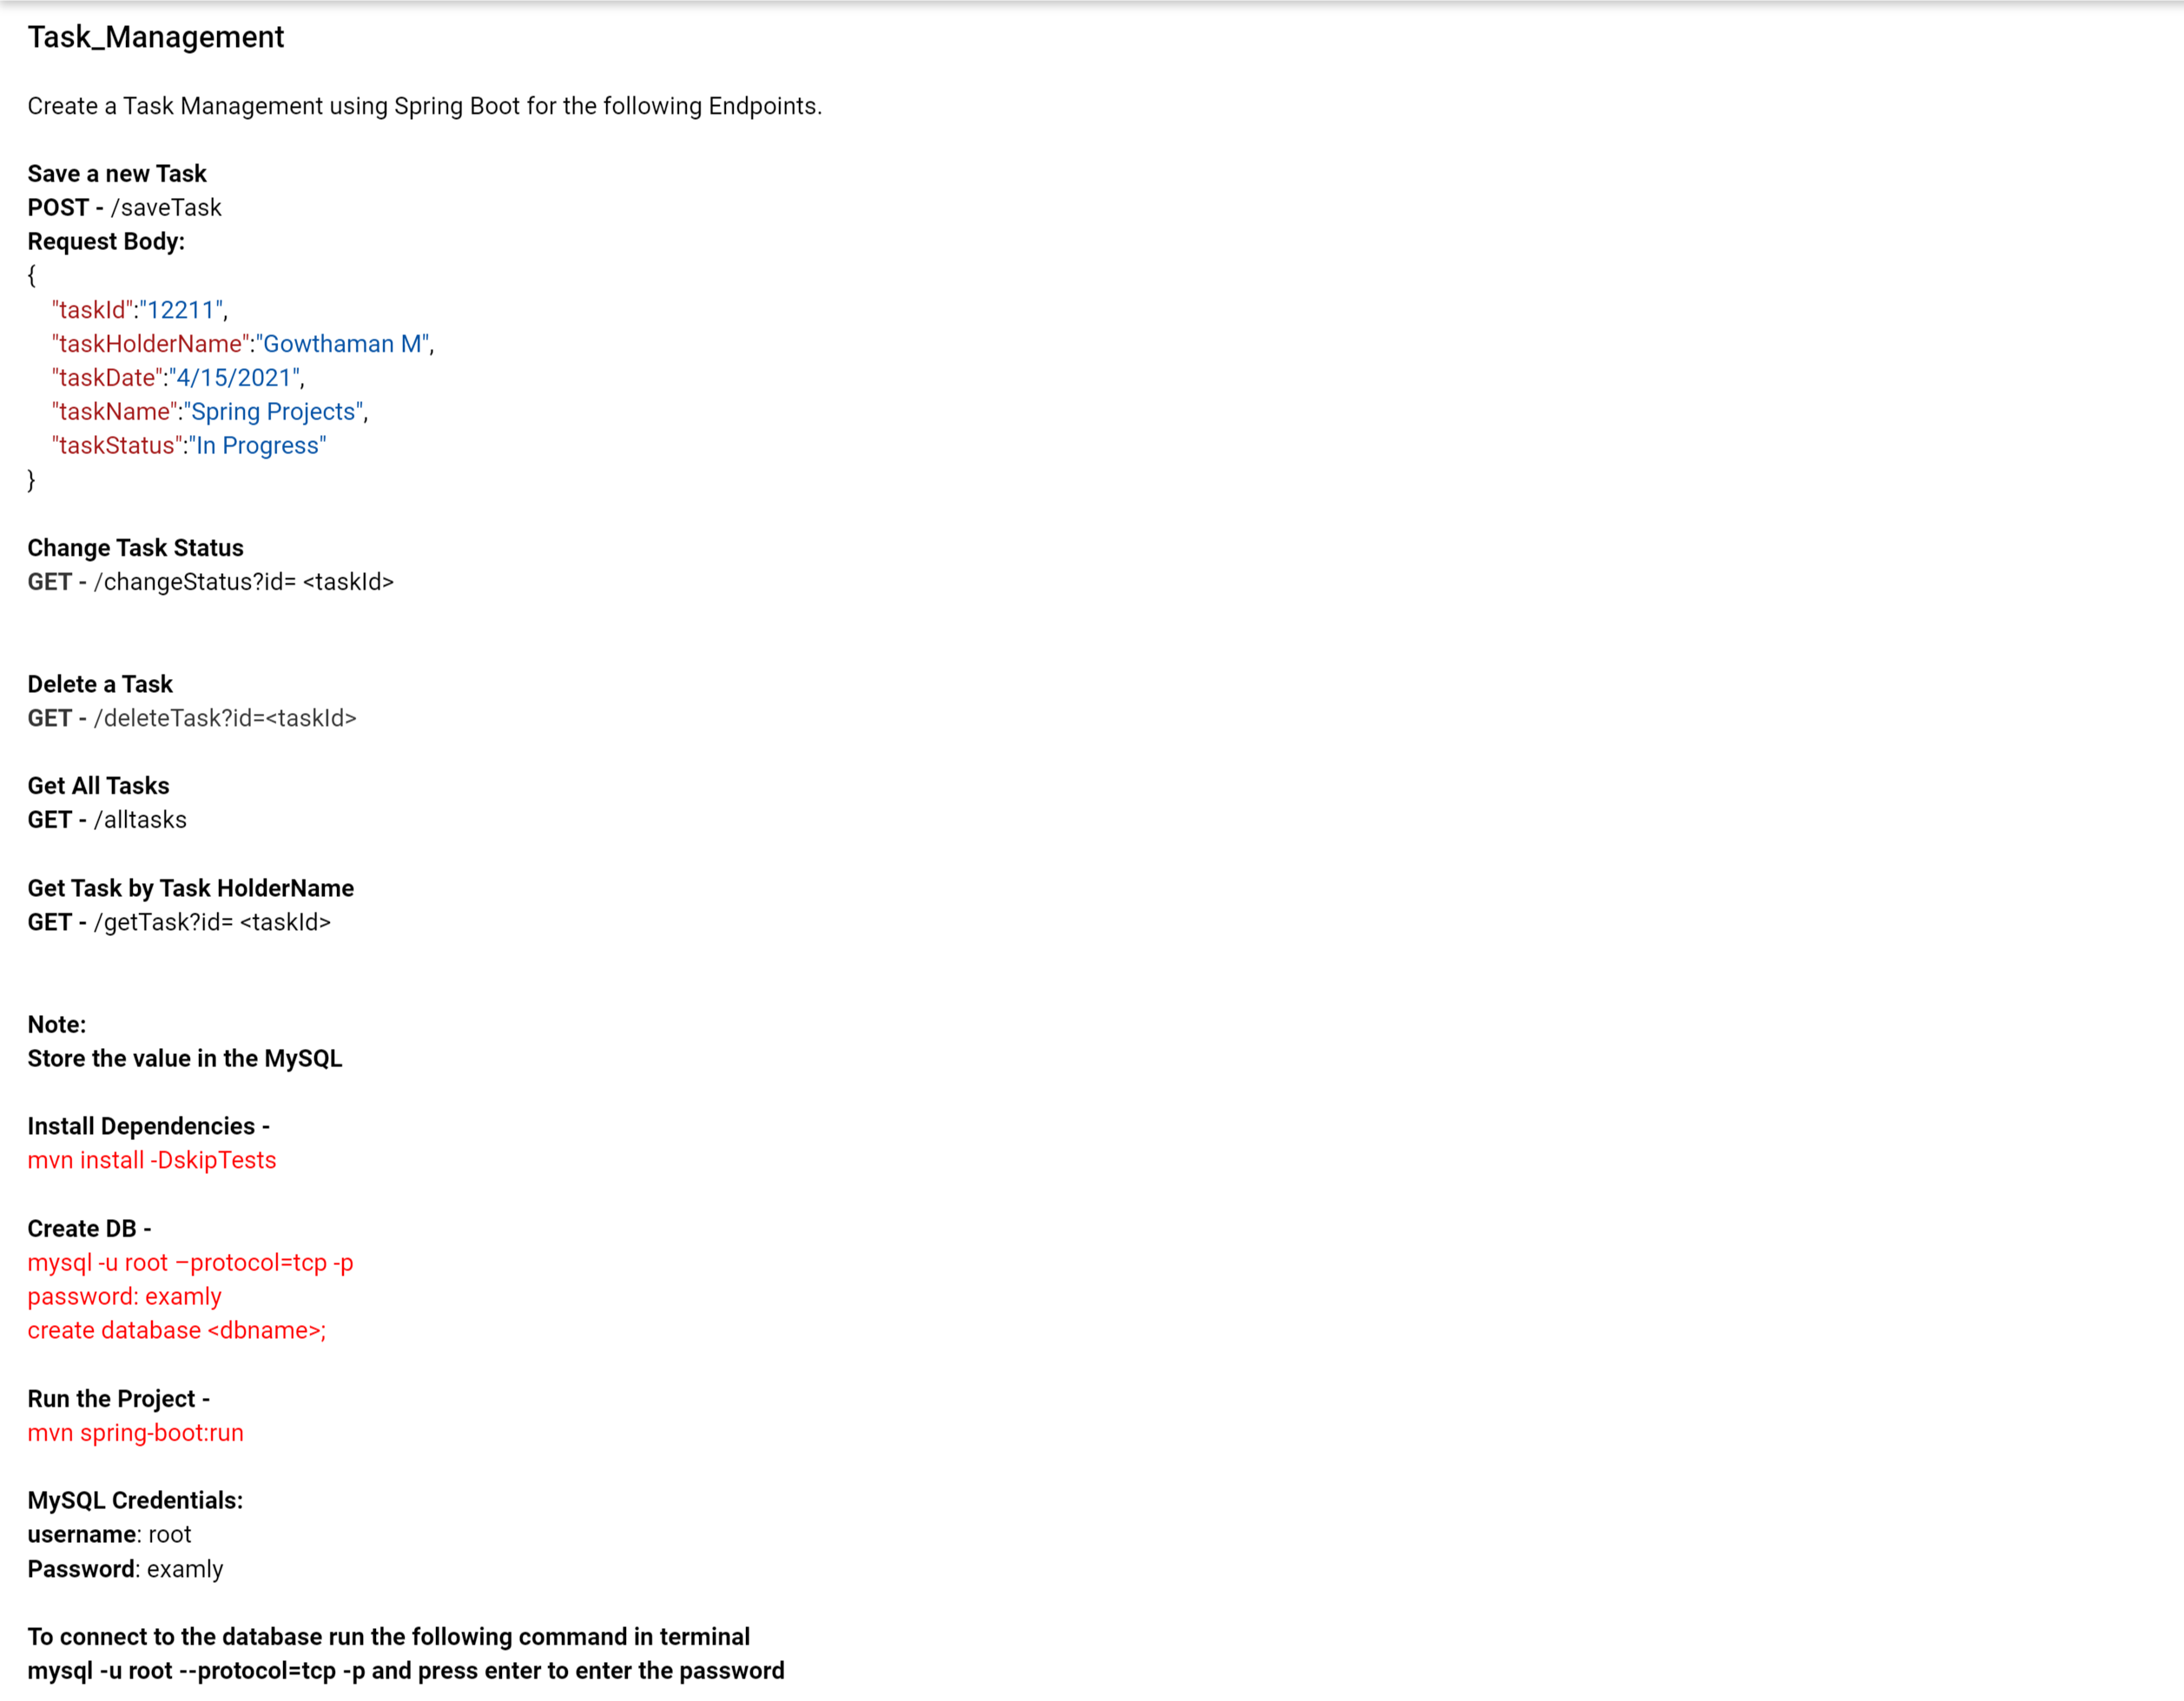 Task_Management
Create a Task Management using Spring Boot for the following Endpoints.
Save a new Task
POST - /saveTask
Request Body:
{
"taskId":"12211",
"taskHolderName":"Gowthaman M",
"taskDate":"4/15/2021",
"taskName":"Spring Projects",
"taskStatus":"In Progress"
}
Change Task Status
GET - /changeStatus?id= <taskId>
Delete a Task
GET - /deleteTask?id=<taskId>
Get All Tasks
GET - /alltasks
Get Task by Task HolderName
GET - /getTask?id= <taskId>
Note:
Store the value in the MySQL
Install Dependencies -
mvn install -DskipTests
Create DB -
mysql -u root –protocol=tcp -p
password: examly
create database <dbname>;
Run the Project -
mvn spring-boot:run
MySQL Credentials:
username: root
Password: examly
To connect to the database run the following command in terminal
mysql -u root --protocol=tcp -p and press enter to enter the password